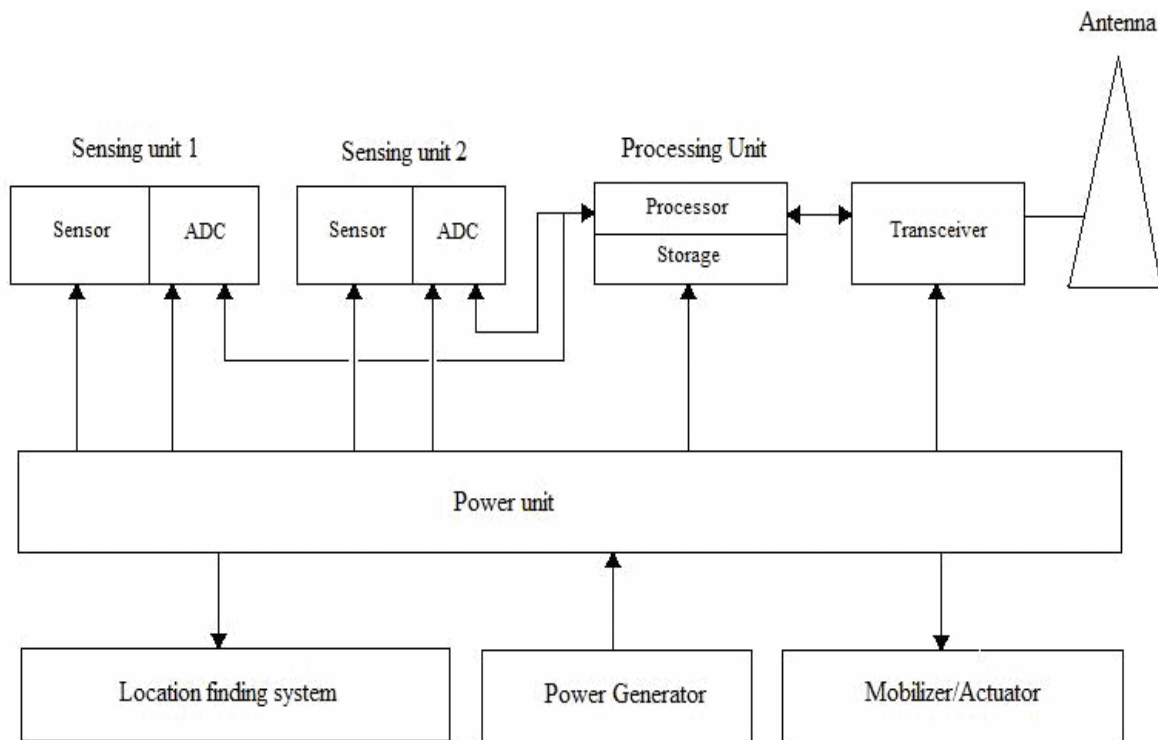 Antenna
Sensing unit 1
Sensing unit 2
Processing Unit
Sensor
ADC
Sensor
ADC
Processor
Storage
Transceiver
Power unit
Location finding system
Power Generator
Mobilizer/Actuator